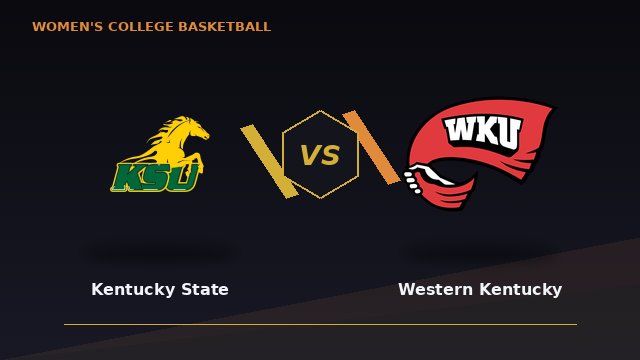 WOMEN'S COLLEGE BASKETBALL
KSU
VS
WKU
Kentucky State
Western Kentucky